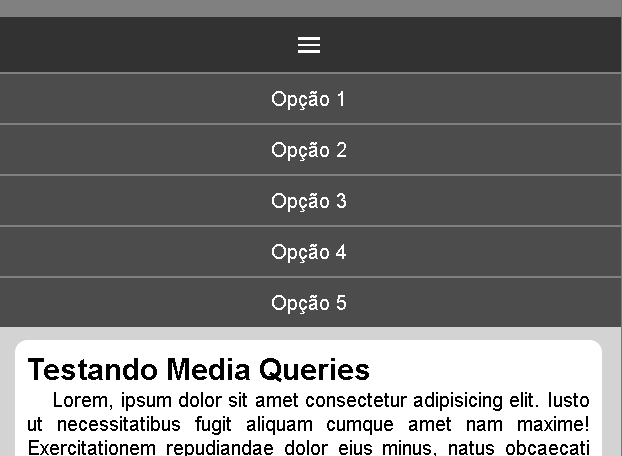 Opção 1
Opção 2
Opção 3
Opção 4
Opção 5
Testando Media Queries
Lorem, ipsum dolor sit amet consectetur adipisicing elit. Iusto
ut necessitatibus fugit aliquam cumque amet nam maxime!
Exercitationem repudiandae dolor eius minus, natus obcaecati